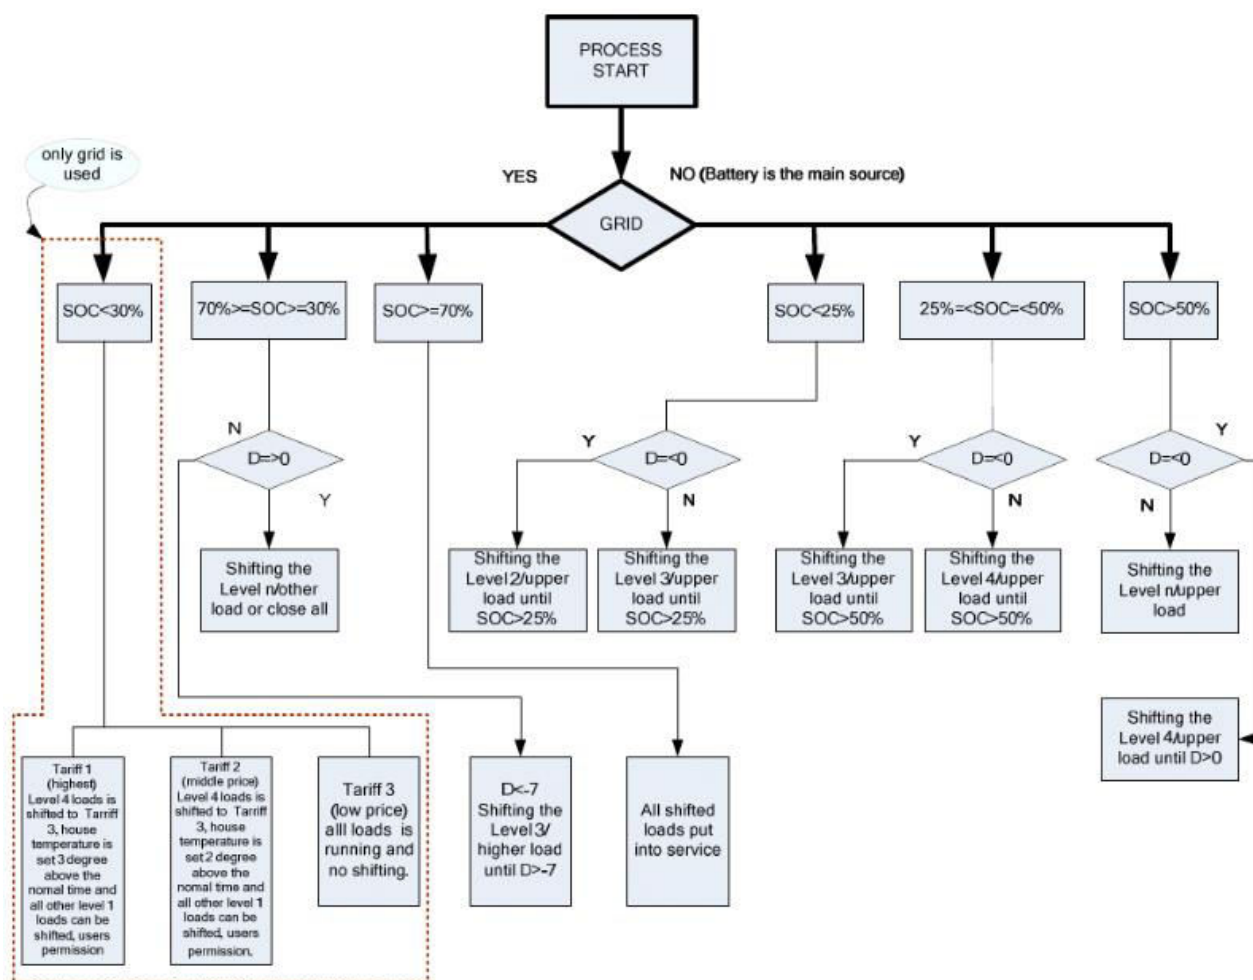 PROCESS
START
only grid is
used
YES
NO (Battery is the main source)
GRID
SOC<30%
70%>=SOC>=30%
SOC>=70%
SOC<25%
25%=<SOC=<50%
SOC>50%
N
D=>0
Y
Y
D=<0
N
Y
D=<0
N
Y
D=<0
N
Shifting the
Level n/other
load or close all
Shifting the
Level 2/upper
load until
SOC>25%
Shifting the
Level 3/upper
load until
SOC>25%
Shifting the
Level 3/upper
load until
SOC>50%
Shifting the
Level 4/upper
load until
SOC>50%
Shifting the
Level n/upper
load
Shifting the
Level 4/upper
load until D>0
Tariff 1
(highest)
Level 4 loads is
shifted to Tarriff
3, house
temperature is
set 3 degree
above the
nomal time and
all other level 1
loads can be
shifted, users
permission
Tariff 2
(middle price)
Level 4 loads is
shifted to Tarriff
3, house
temperature is
set 2 degree
above the
nomal time and
all other level 1
loads can be
shifted, users
permission.
Tariff 3
(low price)
alll loads is
running and
no shifting.
D<-7
Shifting the
Level 3/
higher load
until D>-7
All shifted
loads put
into service